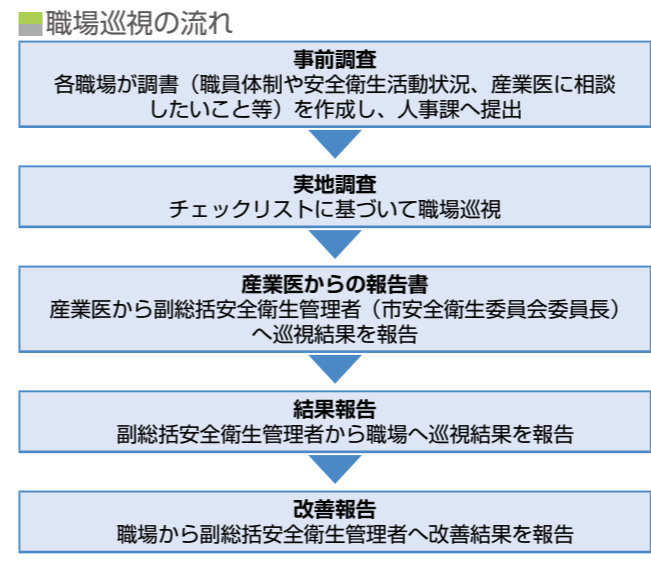 職場巡視の流れ
事前調査
各職場が調書（職員体制や安全衛生活動状況、産業医に相談
したいこと等）を作成し、人事課へ提出
実地調査
チェックリストに基づいて職場巡視
産業医からの報告書
産業医から副総括安全衛生管理者（市安全衛生委員会委員長）
へ巡視結果を報告
結果報告
副総括安全衛生管理者から職場へ巡視結果を報告
改善報告
職場から副総括安全衛生管理者へ改善結果を報告